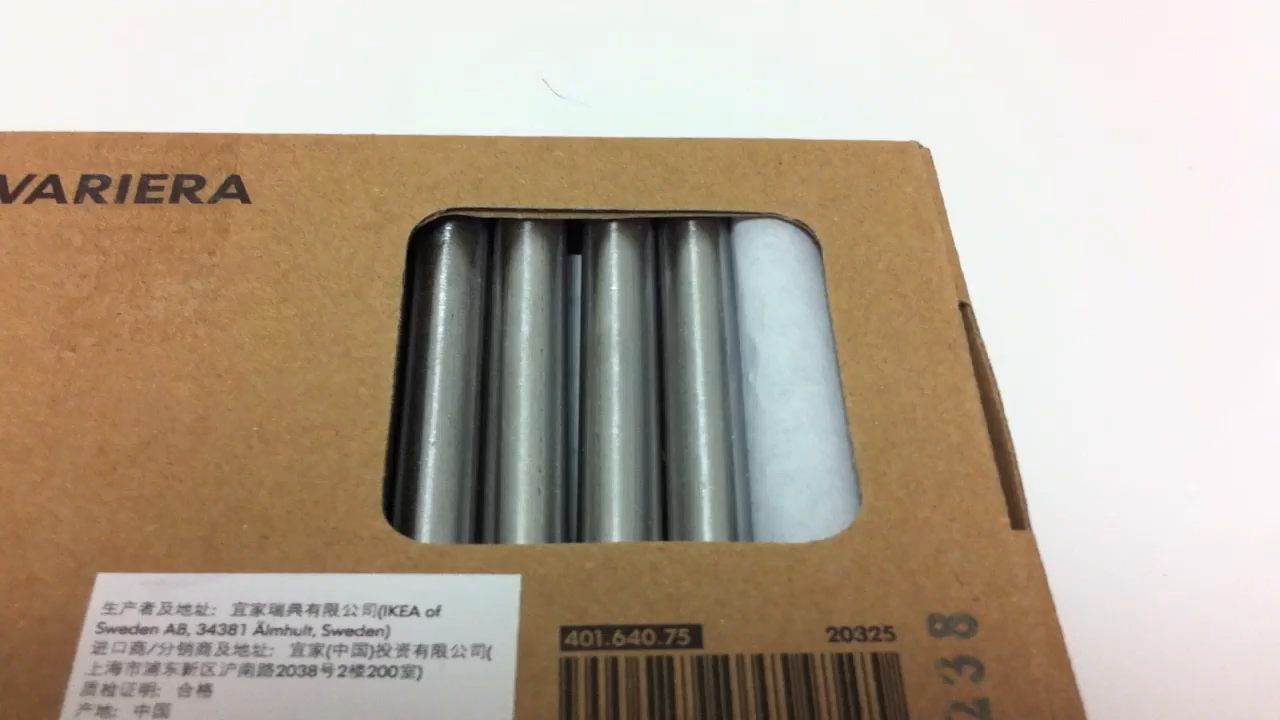 VARIERA
生产者及地址: 宜家瑞典有限公司(IKEA of
Sweden AB, 34381 Älmhult, Sweden)
进口商/分销商及地址: 宜家(中国)投资有限公司(
上海市浦东新区沪南路2038号2楼200室)
质检证明: 合格
产地: 中国
401.640.75 20325
238